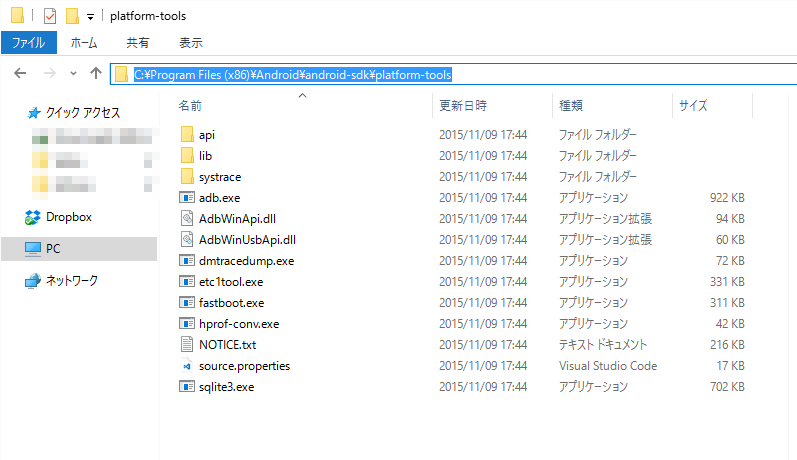 platform-tools
ファイル ホーム 共有 表示
C:¥Program Files (x86)¥Android¥android-sdk¥platform-tools
クイック アクセス
Dropbox
PC
ネットワーク
名前 更新日時 種類 サイズ
api 2015/11/09 17:44 ファイル フォルダー
lib 2015/11/09 17:44 ファイル フォルダー
systrace 2015/11/09 17:44 ファイル フォルダー
adb.exe 2015/11/09 17:44 アプリケーション 922 KB
AdbWinApi.dll 2015/11/09 17:44 アプリケーション拡張 94 KB
AdbWinUsbApi.dll 2015/11/09 17:44 アプリケーション拡張 60 KB
dmtracedump.exe 2015/11/09 17:44 アプリケーション 72 KB
etc1tool.exe 2015/11/09 17:44 アプリケーション 331 KB
fastboot.exe 2015/11/09 17:44 アプリケーション 311 KB
hprof-conv.exe 2015/11/09 17:44 アプリケーション 42 KB
NOTICE.txt 2015/11/09 17:44 テキスト ドキュメント 216 KB
source.properties 2015/11/09 17:44 Visual Studio Code 17 KB
sqlite3.exe 2015/11/09 17:44 アプリケーション 702 KB